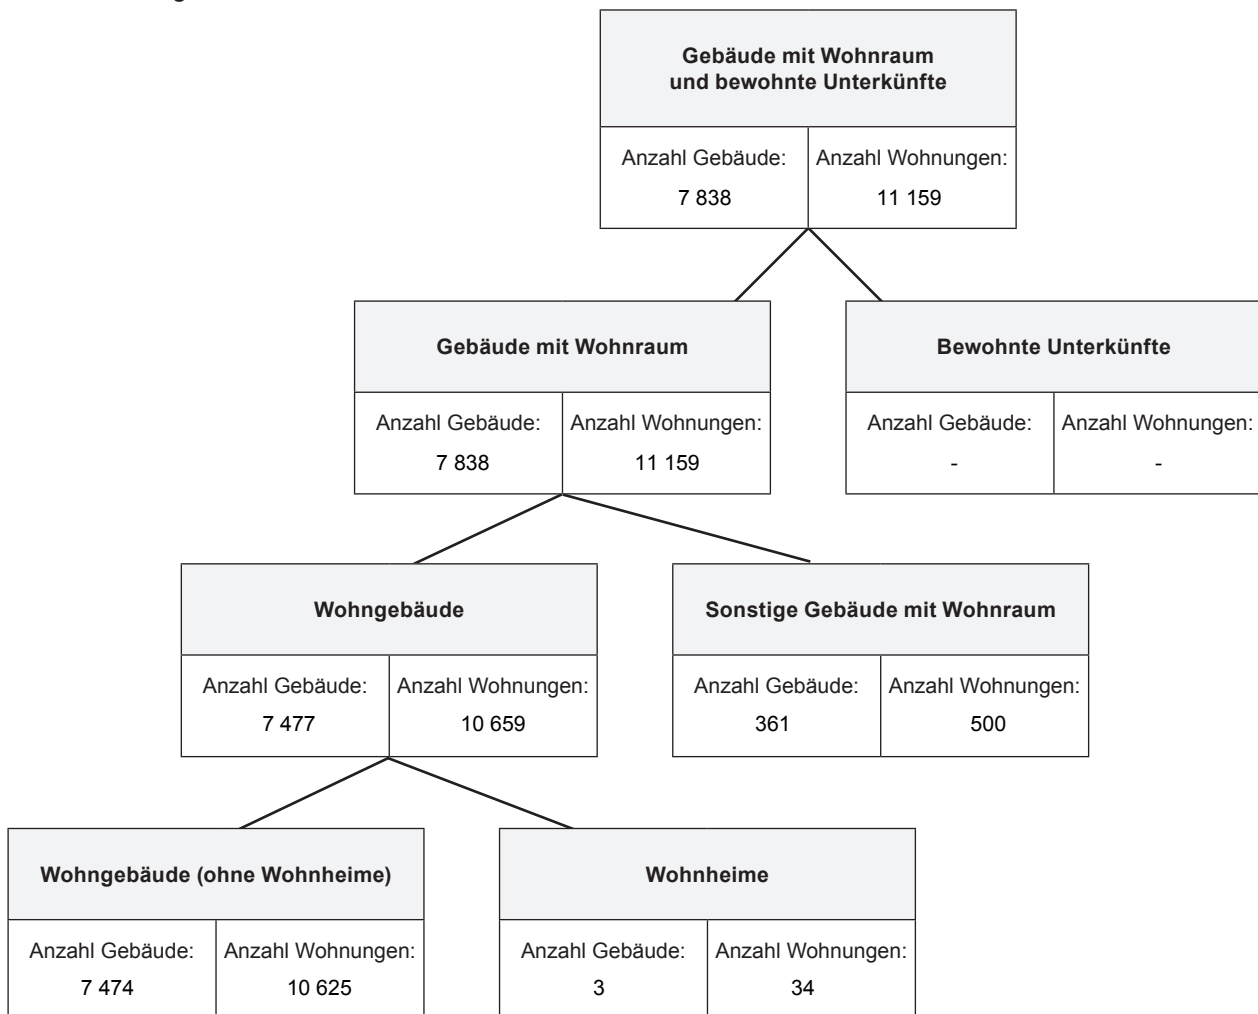 Gebäude mit Wohnraum
und bewohnte Unterkünfte
Anzahl Gebäude: Anzahl Wohnungen:
7 838 11 159
Gebäude mit Wohnraum Bewohnte Unterkünfte
Anzahl Gebäude: Anzahl Wohnungen: Anzahl Gebäude: Anzahl Wohnungen:
7 838 11 159 - -
Wohngebäude Sonstige Gebäude mit Wohnraum
Anzahl Gebäude: Anzahl Wohnungen: Anzahl Gebäude: Anzahl Wohnungen:
7 477 10 659 361 500
Wohngebäude (ohne Wohnheime) Wohnheime
Anzahl Gebäude: Anzahl Wohnungen: Anzahl Gebäude: Anzahl Wohnungen:
7 474 10 625 3 34